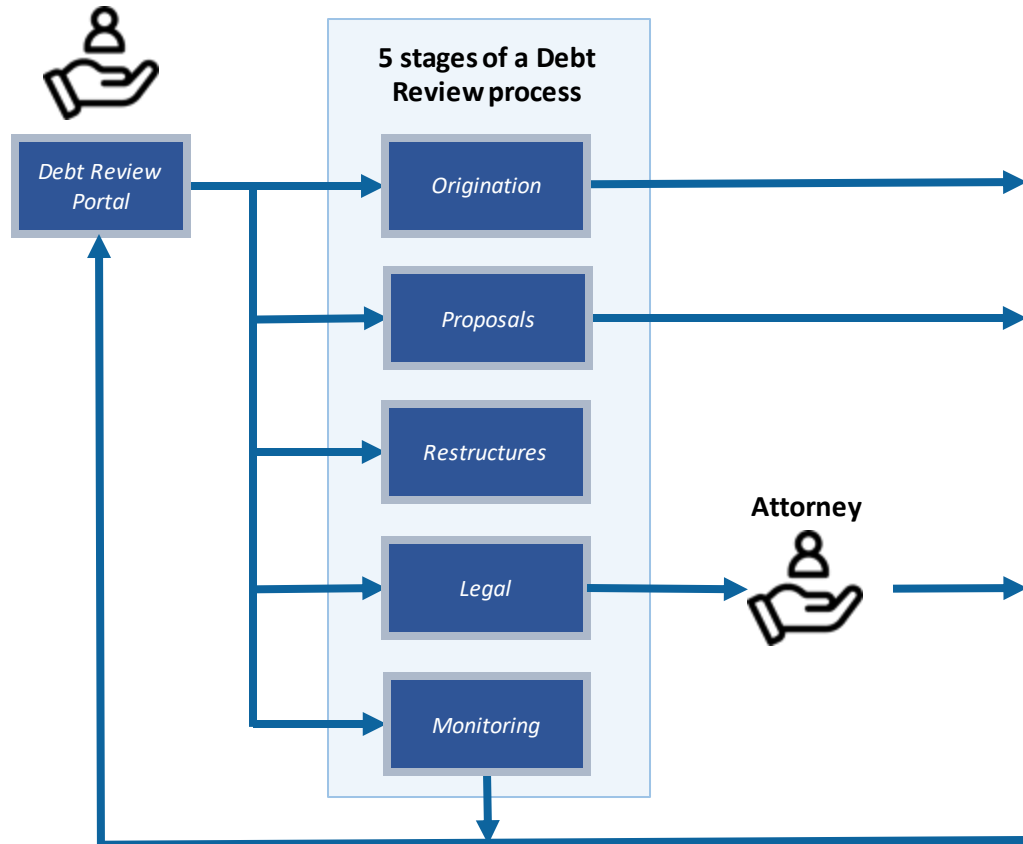 5 stages of a Debt
Review process
Debt Review
Portal
Origination
Proposals
Restructures
Attorney
Legal
Monitoring